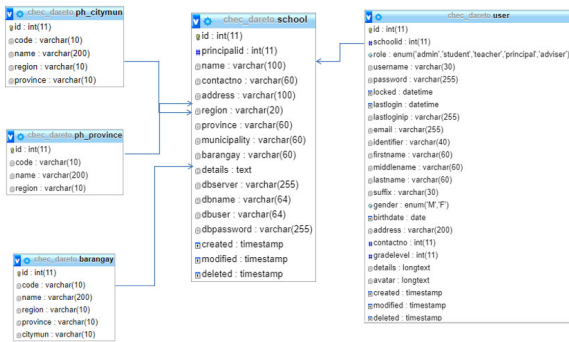 chec_dareto ph_citymun
id : int(11)
code : varchar(10)
name : varchar(200)
region : varchar(10)
province : varchar(10)
chec_dareto ph_province
id : int(11)
code : varchar(10)
name : varchar(200)
region : varchar(10)
chec_dareto barangay
id : int(11)
code : varchar(10)
name : varchar(200)
region : varchar(10)
province : varchar(10)
citymun : varchar(10)
chec_dareto school
id : int(11)
principalid : int(11)
name : varchar(100)
contactno : varchar(60)
address : varchar(100)
region : varchar(20)
province : varchar(60)
municipality : varchar(60)
barangay : varchar(60)
details : text
dbserver : varchar(255)
dbname : varchar(64)
dbuser : varchar(64)
dbpassword : varchar(255)
created : timestamp
modified : timestamp
deleted : timestamp
chec_dareto user
id : int(11)
schoolid : int(11)
role : enum('admin','student','teacher','principal','adviser')
username : varchar(30)
password : varchar(255)
locked : datetime
lastlogin : datetime
lastloginip : varchar(255)
email : varchar(255)
identifier : varchar(40)
firstname : varchar(60)
middlename : varchar(60)
lastname : varchar(60)
suffix : varchar(30)
gender : enum('M','F')
birthdate : date
address : varchar(200)
contactno : int(11)
gradelevel : int(11)
details : longtext
avatar : longtext
created : timestamp
modified : timestamp
deleted : timestamp